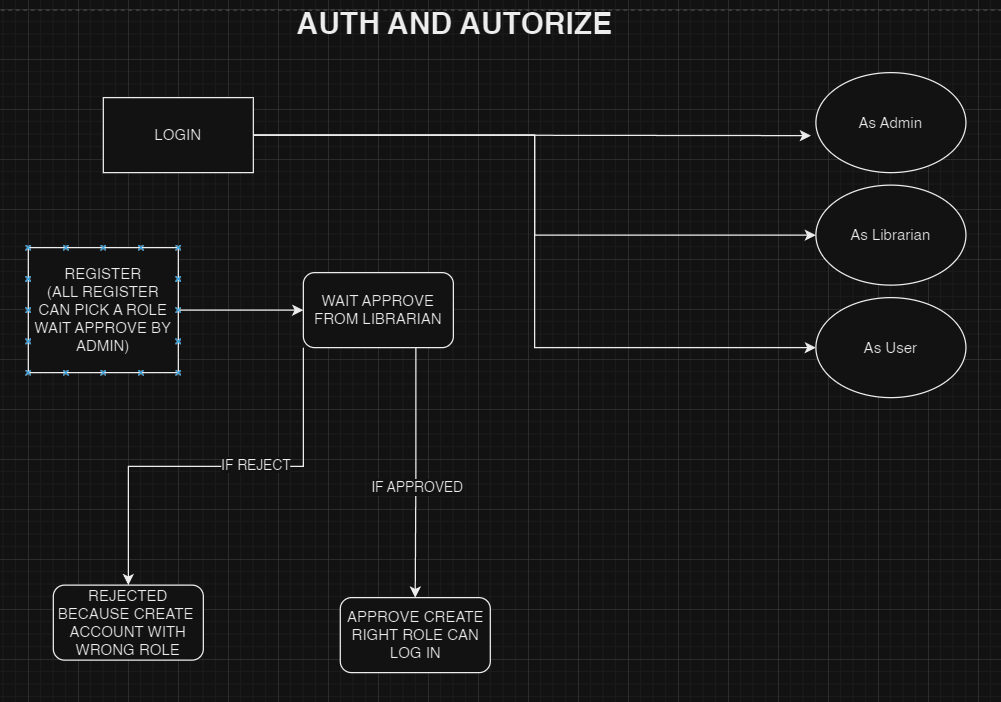 AUTH AND AUTORIZE
LOGIN
As Admin
As Librarian
As User
REGISTER
(ALL REGISTER
CAN PICK A ROLE
WAIT APPROVE BY
ADMIN)
WAIT APPROVE
FROM LIBRARIAN
IF REJECT
IF APPROVED
REJECTED
BECAUSE CREATE
ACCOUNT WITH
WRONG ROLE
APPROVE CREATE
RIGHT ROLE CAN
LOG IN